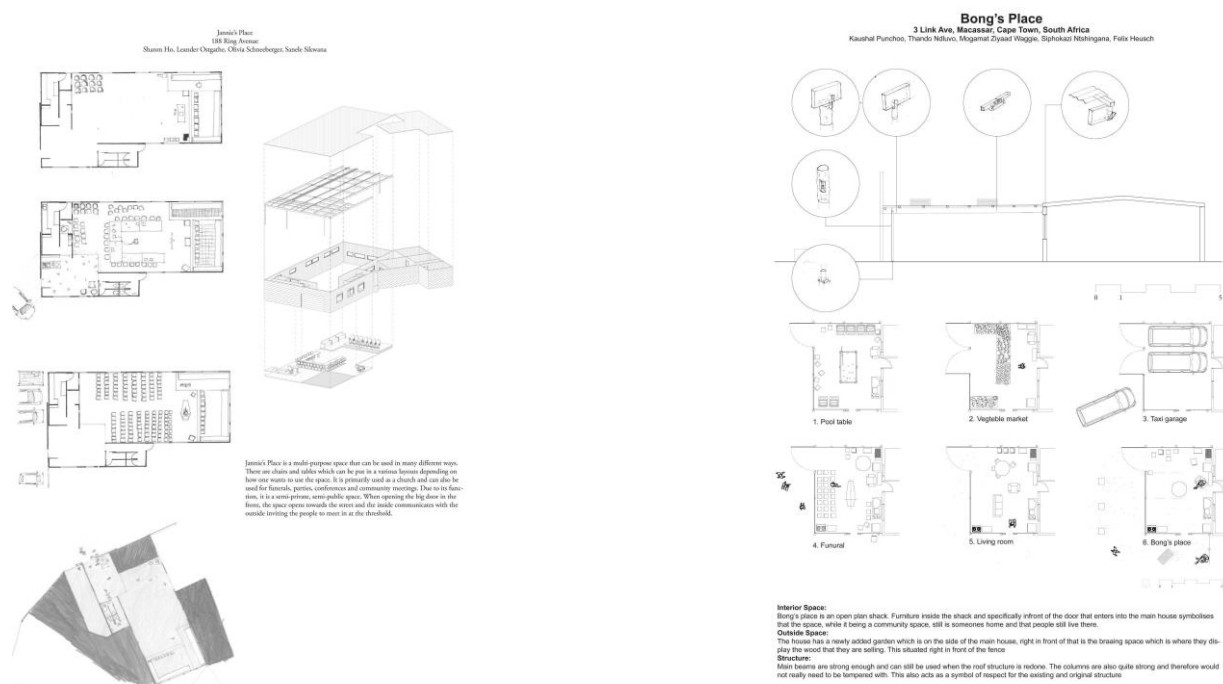 Jannie's Place
188 Ring Avenue
Sharon Ho, Leander Ostgathe, Olivia Schneeberger, Sanele Sikwana
Jannie's Place is a multi-purpose space that can be used in many different ways.
There are chairs and tables which can be put in a various layouts depending on
how one wants to use the space. It is primarily used as a church and can also be
used for funerals, parties, conferences and community meetings. Due to its func-
tion, it is a semi-private, semi-public space. When opening the big door in the
front, the space opens towards the street and the inside communicates with the
outside inviting the people to meet in at the threshold.
Bong's Place
3 Link Ave, Macassar, Cape Town, South Africa
Kaushal Punchoo, Thando Ndluvo, Mogamat Ziyaad Waggie, Siphokazi Ntshingana, Felix Heusch
0 1 5
1. Pool table
2. Vegteble market
3. Taxi garage
4. Funural
5. Living room
6. Bong's place
Interior Space:
Bong's place is an open plan shack. Furniture inside the shack and specifically infront of the door that enters into the main house symbolises
that the space, while it being a community space, still is someones home and that people still live there.
Outside Space:
The house has a newly added garden which is on the side of the main house, right in front of that is the braaing space which is where they dis-
play the wood that they are selling. This situated right in front of the fence
Structure:
Main beams are strong enough and can still be used when the roof structure is redone. The columns are also quite strong and therefore would
not really need to be tempered with. This also acts as a symbol of respect for the existing and original structure